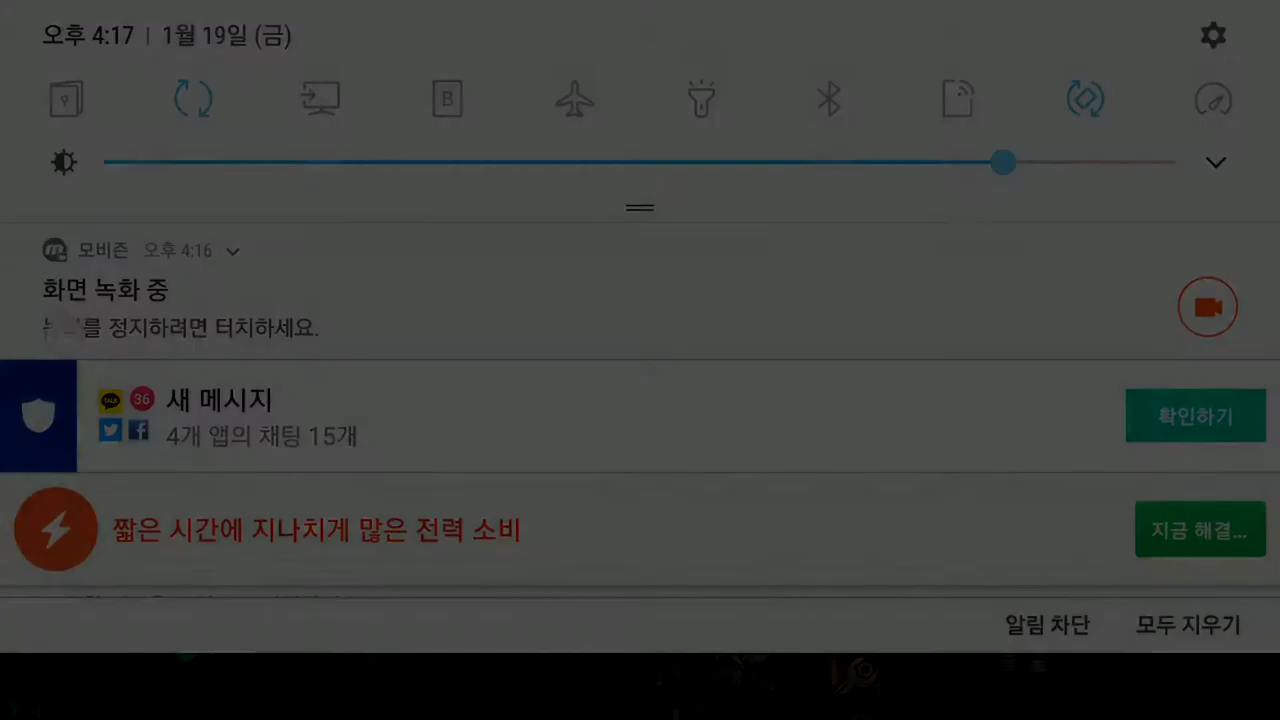 오후 4:17 | 1월 19일 (금)
B
모비즌 오후 4:16
화면 녹화 중
정지하려면 터치하세요.
TALK 36 새 메시지
4개 앱의 채팅 15개
확인하기
짧은 시간에 지나치게 많은 전력 소비
지금 해결...
알림 차단 모두 지우기